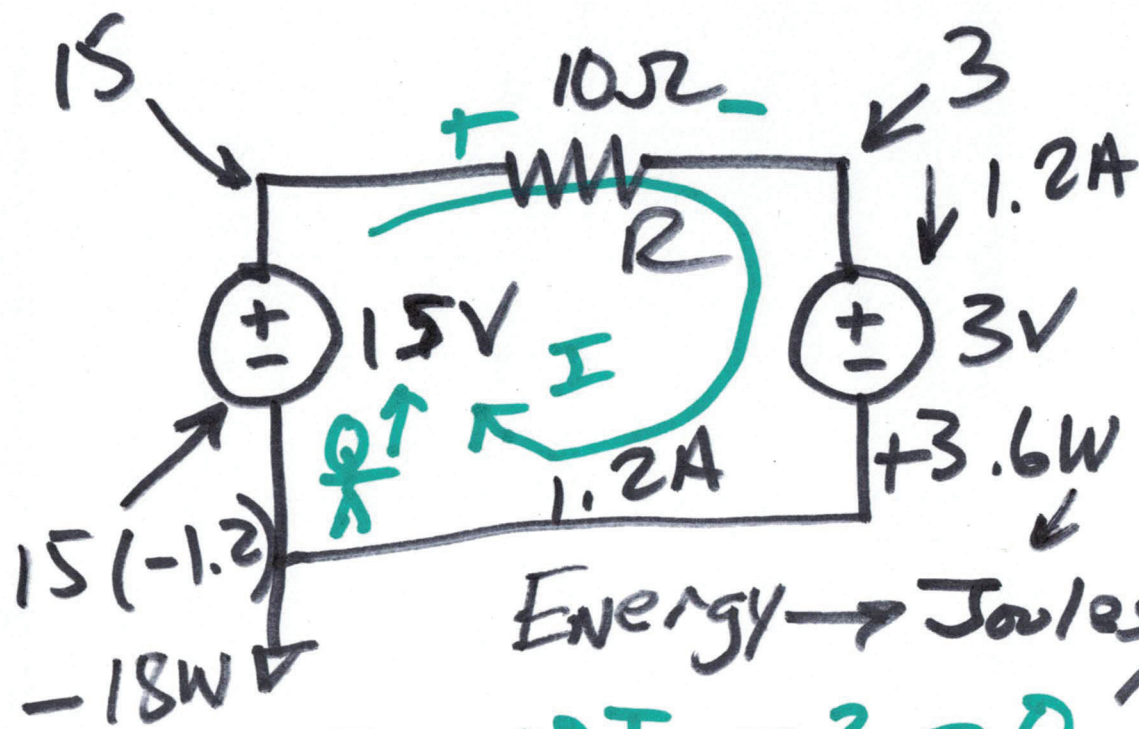 15
10Ω
3
+
-
1.2A
R
+
-
15V
I
+
-
3V
1.2A
+3.6W
15(-1.2)
-18W
Energy → Joules